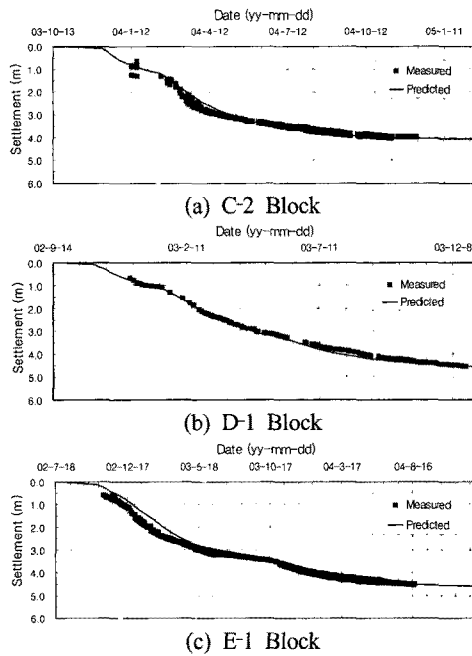 Date (yy-mm-dd)
03-10-13 04-1-12 04-4-12 04-7-12 04-10-12 05-1-11
0.0
1.0
2.0
3.0
4.0
5.0
6.0
Settlement (m)
Measured
Predicted
(a) C-2 Block
Date (yy-mm-dd)
02-9-14 03-2-11 03-7-11 03-12-8
0.0
1.0
2.0
3.0
4.0
5.0
6.0
Settlement (m)
Measured
Predicted
(b) D-1 Block
Date (yy-mm-dd)
02-7-18 02-12-17 03-5-18 03-10-17 04-3-17 04-8-16
0.0
1.0
2.0
3.0
4.0
5.0
6.0
Settlement (m)
Measured
Predicted
(c) E-1 Block